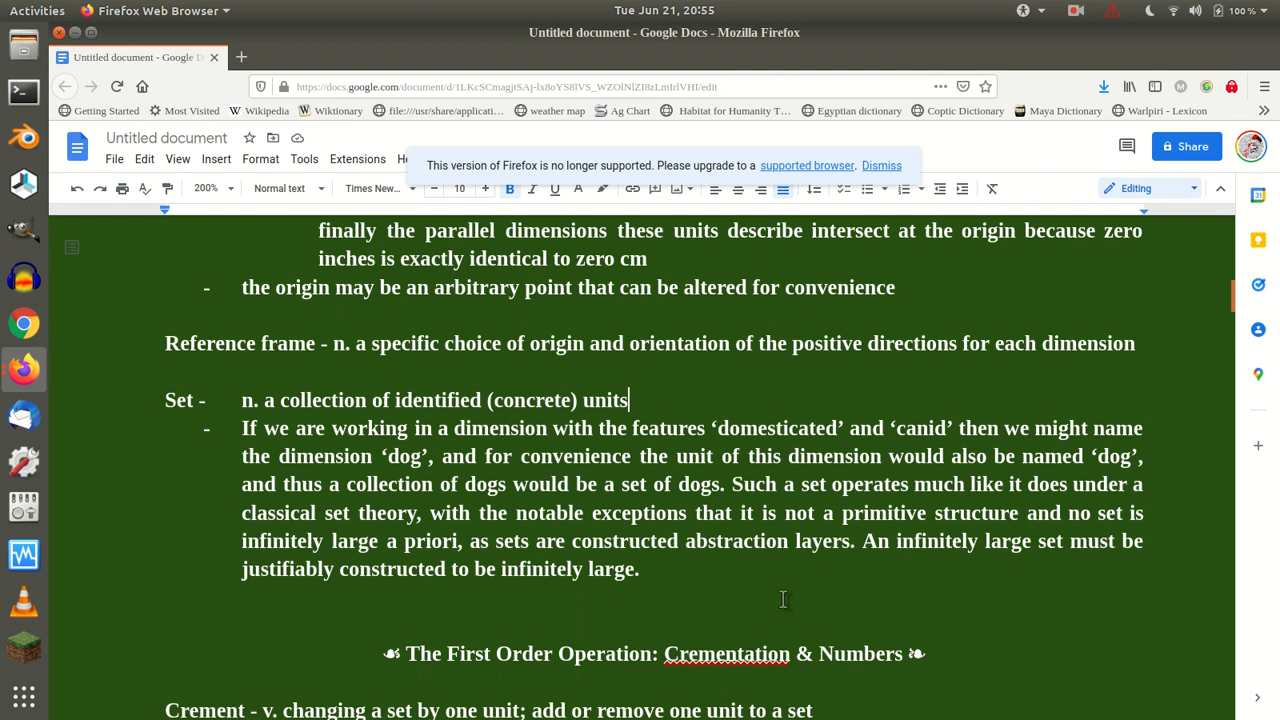 Activities
Firefox Web Browser
Tue Jun 21, 20:55
100 %
Untitled document - Google Docs - Mozilla Firefox
Untitled document - Google D
https://docs.google.com/document/d/1LKcSCmagjtSAj-lx8oYS8lVS_WZOlNlZI8zLmIrlVHI/edit
Getting Started
Most Visited
Wikipedia
Wiktionary
file:///usr/share/applicati…
weather map
Ag Chart
Habitat for Humanity T…
Egyptian dictionary
Coptic Dictionary
Maya Dictionary
Warlpiri - Lexicon
Untitled document
File Edit View Insert Format Tools Extensions H
This version of Firefox is no longer supported. Please upgrade to a supported browser. Dismiss
Share
200%
Normal text
Times New...
10
Editing
finally the parallel dimensions these units describe intersect at the origin because zero
inches is exactly identical to zero cm
- the origin may be an arbitrary point that can be altered for convenience
Reference frame - n. a specific choice of origin and orientation of the positive directions for each dimension
Set - n. a collection of identified (concrete) units
- If we are working in a dimension with the features ‘domesticated’ and ‘canid’ then we might name
the dimension ‘dog’, and for convenience the unit of this dimension would also be named ‘dog’,
and thus a collection of dogs would be a set of dogs. Such a set operates much like it does under a
classical set theory, with the notable exceptions that it is not a primitive structure and no set is
infinitely large a priori, as sets are constructed abstraction layers. An infinitely large set must be
justifiably constructed to be infinitely large.
☙ The First Order Operation: Crementation & Numbers ❧
Crement - v. changing a set by one unit; add or remove one unit to a set